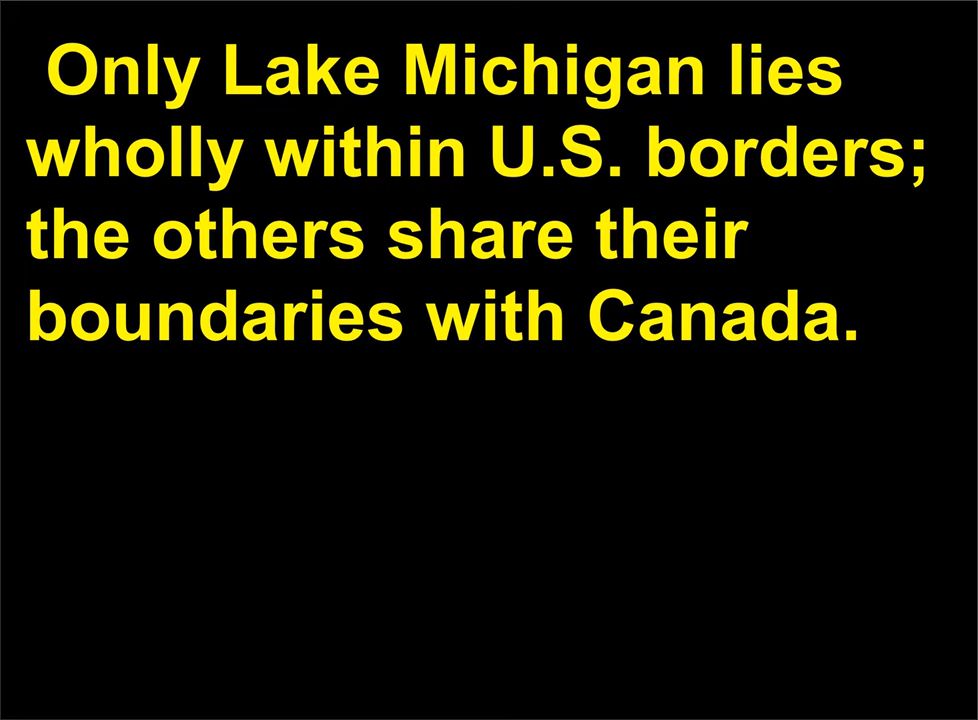 Only Lake Michigan lies
wholly within U.S. borders;
the others share their
boundaries with Canada.